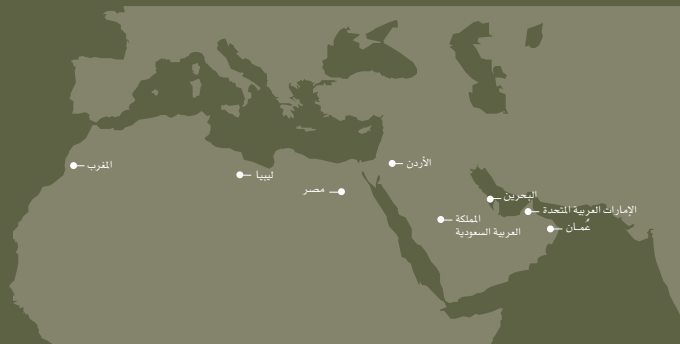 الأردن
المغرب
ليبيا
مصر
البحرين
الإمارات العربية المتحدة
المملكة
العربية السعودية
عُمان